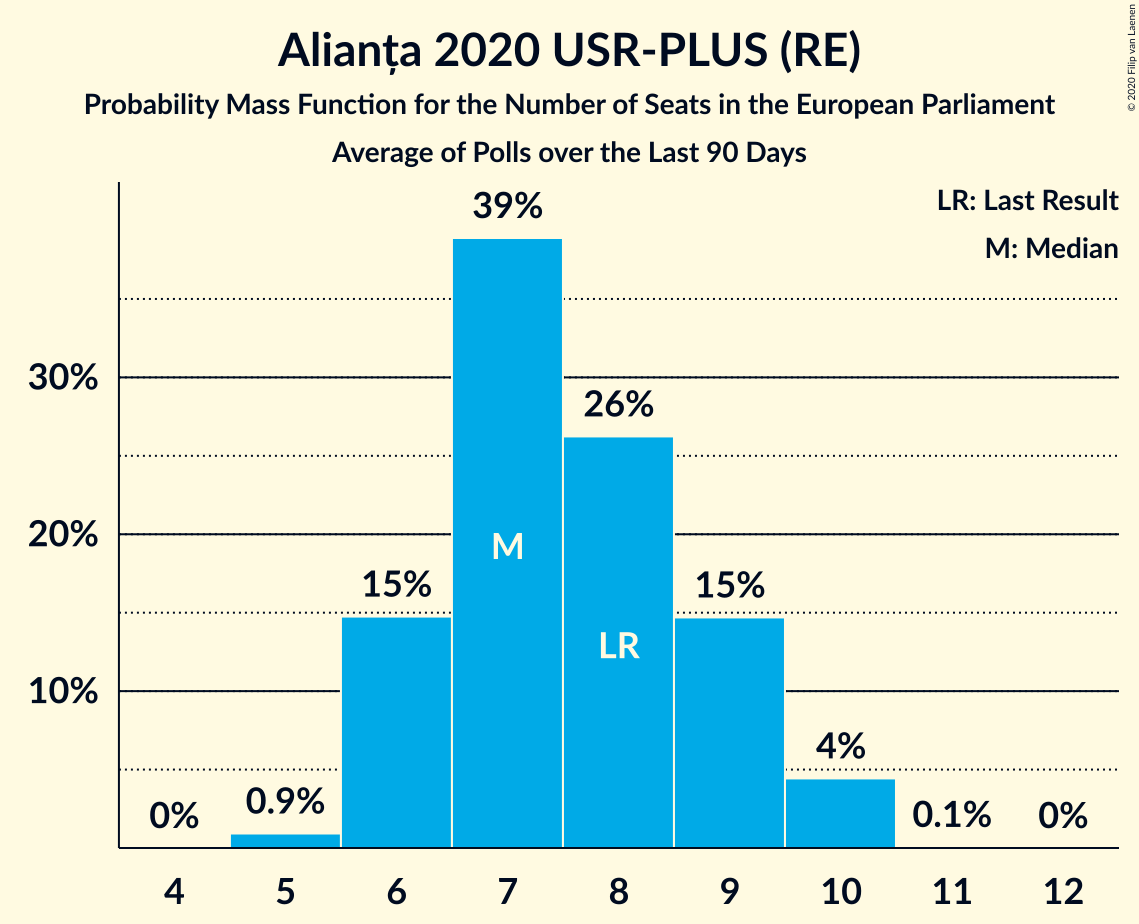 Alianța 2020 USR-PLUS (RE)
Probability Mass Function for the Number of Seats in the European Parliament
Average of Polls over the Last 90 Days
© 2020 Filip van Laenen
LR: Last Result
M: Median
39%
30%
26%
20%
M
15%
15%
LR
10%
4%
0%
0.9%
0.1%
0%
4 5 6 7 8 9 10 11 12